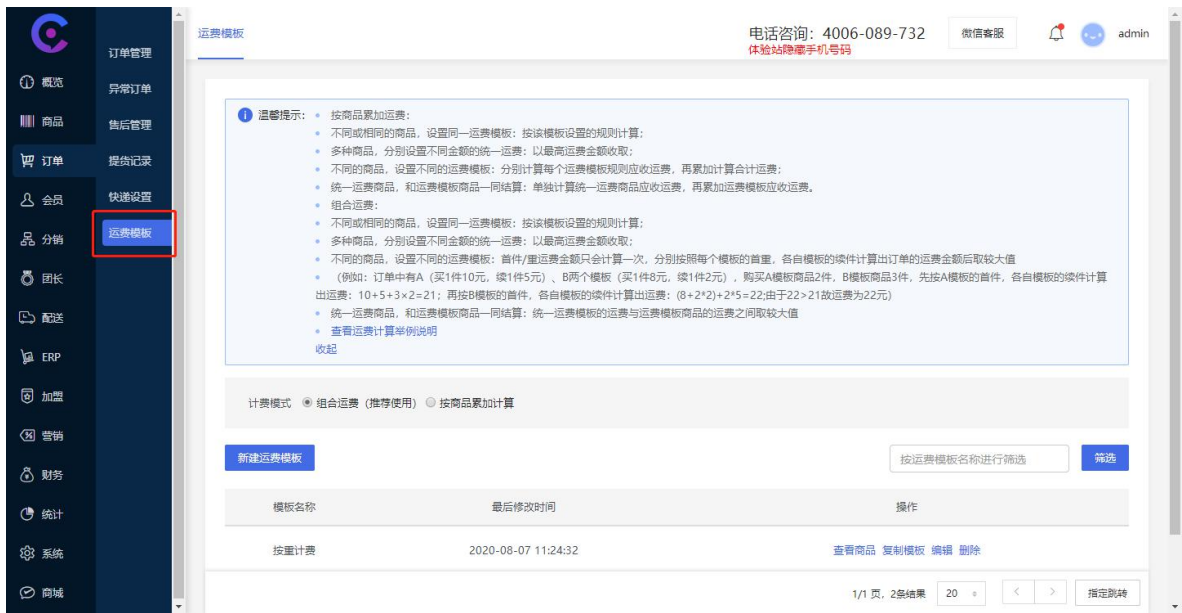 运费模板
电话咨询：4006-089-732
体验站隐藏手机号码
微信客服
admin
概览
商品
订单
会员
分销
团长
配送
ERP
加盟
营销
财务
统计
系统
商城
订单管理
异常订单
售后管理
提货记录
快递设置
运费模板
温馨提示：
按商品累加运费：
不同或相同的商品，设置同一运费模板：按该模板设置的规则计算；
多种商品，分别设置不同金额的统一运费：以最高运费金额收取；
不同的商品，设置不同的运费模板：分别计算每个运费模板规则应收运费，再累加计算合计运费；
统一运费商品，和运费模板商品一同结算：单独计算统一运费商品应收运费，再累加运费模板应收运费。
组合运费：
不同或相同的商品，设置同一运费模板：按该模板设置的规则计算；
多种商品，分别设置不同金额的统一运费：以最高运费金额收取；
不同的商品，设置不同的运费模板：首件/重运费金额只会计算一次，分别按照每个模板的首重，各自模板的续件计算出订单的运费金额后取较大值
（例如：订单中有A（买1件10元，续1件5元）、B两个模板（买1件8元，续1件2元），购买A模板商品2件，B模板商品3件，先按A模板的首件，各自模板的续件计算
出运费：10+5+3×2=21；再按B模板的首件，各自模板的续件计算出运费：(8+2*2)+2*5=22;由于22>21故运费为22元)
统一运费商品，和运费模板商品一同结算：统一运费模板的运费与运费模板商品的运费之间取较大值
查看运费计算举例说明
收起
计费模式 组合运费（推荐使用） 按商品累加计算
新建运费模板
按运费模板名称进行筛选
筛选
模板名称 最后修改时间 操作
按重计费 2020-08-07 11:24:32 查看商品 复制模板 编辑 删除
1/1 页，2条结果 20 < > 指定跳转